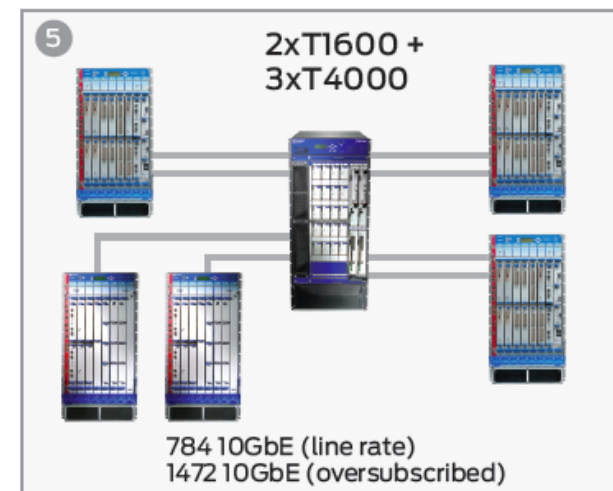 5
2xT1600 +
3xT4000
784 10GbE (line rate)
1472 10GbE (oversubscribed)